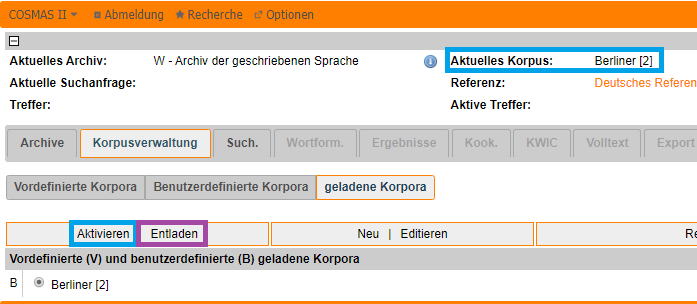 COSMAS II Abmeldung Recherche Optionen
Aktuelles Archiv: W - Archiv der geschriebenen Sprache Aktuelles Korpus: Berliner [2]
Aktuelle Suchanfrage: Referenz: Deutsches Referen
Treffer: Aktive Treffer:
Archive Korpusverwaltung Such. Wortform. Ergebnisse Kook. KWIC Volltext Export
Vordefinierte Korpora Benutzerdefinierte Korpora geladene Korpora
Aktivieren Entladen Neu | Editieren Re
Vordefinierte (V) und benutzerdefinierte (B) geladene Korpora
B Berliner [2]